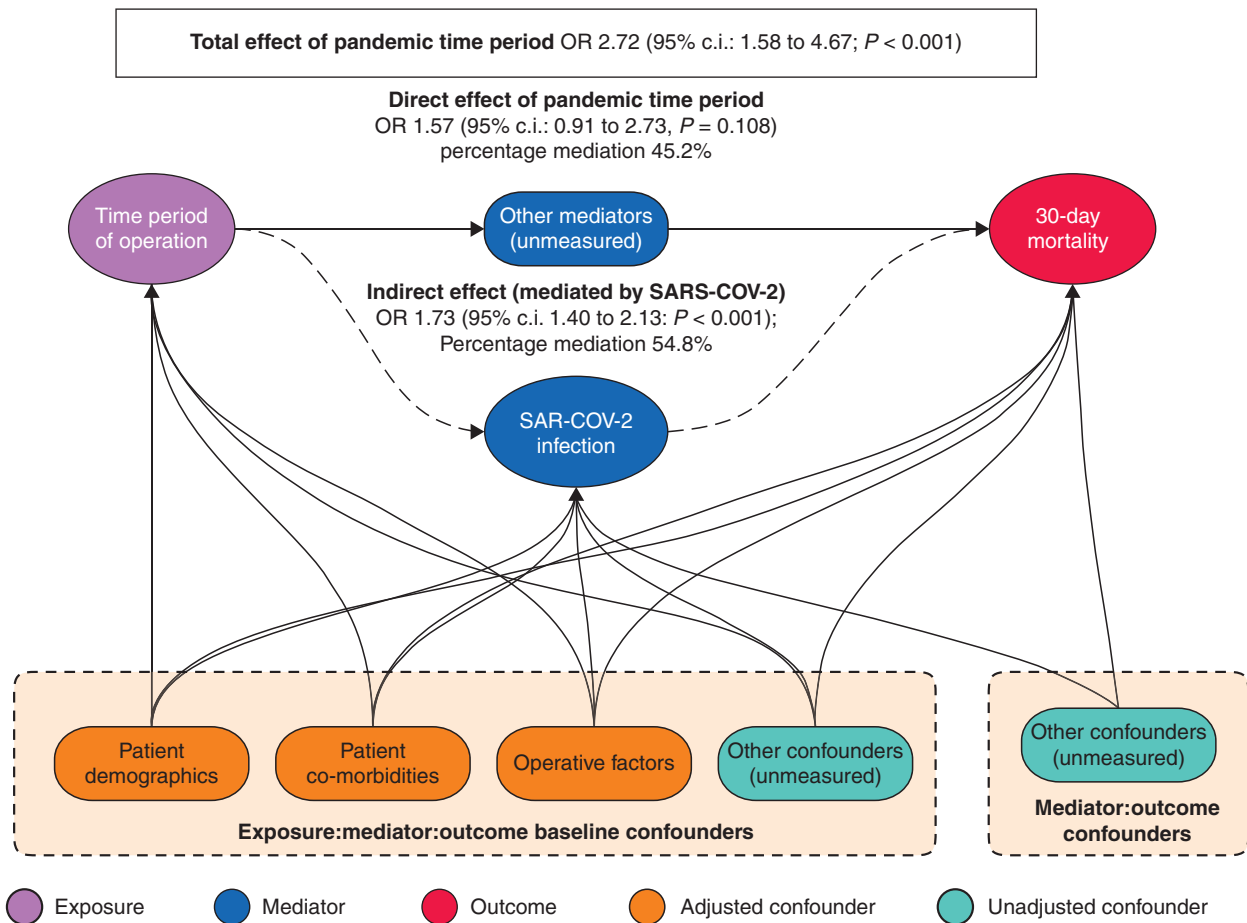 Total effect of pandemic time period OR 2.72 (95% c.i.: 1.58 to 4.67; P < 0.001)
Direct effect of pandemic time period
OR 1.57 (95% c.i.: 0.91 to 2.73, P = 0.108)
percentage mediation 45.2%
Time period
of operation
Other mediators
(unmeasured)
30-day
mortality
Indirect effect (mediated by SARS-COV-2)
OR 1.73 (95% c.i. 1.40 to 2.13: P < 0.001);
Percentage mediation 54.8%
SAR-COV-2
infection
Patient
demographics
Patient
co-morbidities
Operative factors
Other confounders
(unmeasured)
Exposure:mediator:outcome baseline confounders
Other confounders
(unmeasured)
Mediator:outcome
confounders
Exposure
Mediator
Outcome
Adjusted confounder
Unadjusted confounder